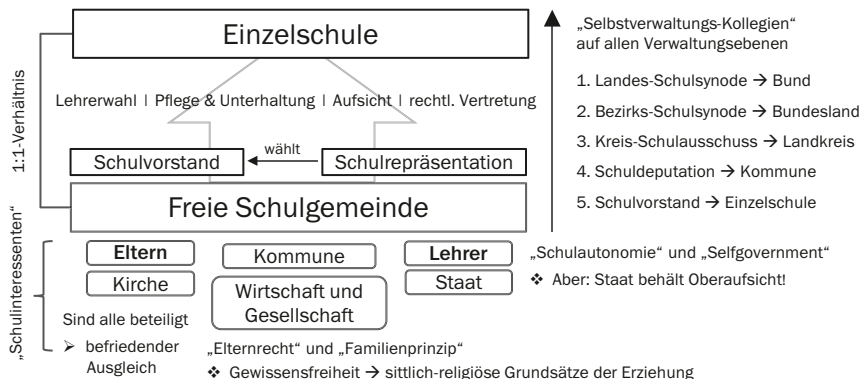 Einzelschule
Lehrerwahl | Pflege & Unterhaltung | Aufsicht | rechtl. Vertretung
1:1-Verhältnis
Schulvorstand
wählt
Schulrepräsentation
Freie Schulgemeinde
„Schulinteressenten“
Eltern
Kommune
Lehrer
Kirche
Wirtschaft und
Gesellschaft
Staat
Sind alle beteiligt
➢ befriedender
Ausgleich
„Elternrecht“ und „Familienprinzip“
❖ Gewissensfreiheit → sittlich-religiöse Grundsätze der Erziehung
„Selbstverwaltungs-Kollegien“
auf allen Verwaltungsebenen
1. Landes-Schulsynode → Bund
2. Bezirks-Schulsynode → Bundesland
3. Kreis-Schulausschuss → Landkreis
4. Schuldeputation → Kommune
5. Schulvorstand → Einzelschule
„Schulautonomie“ und „Selfgovernment“
❖ Aber: Staat behält Oberaufsicht!